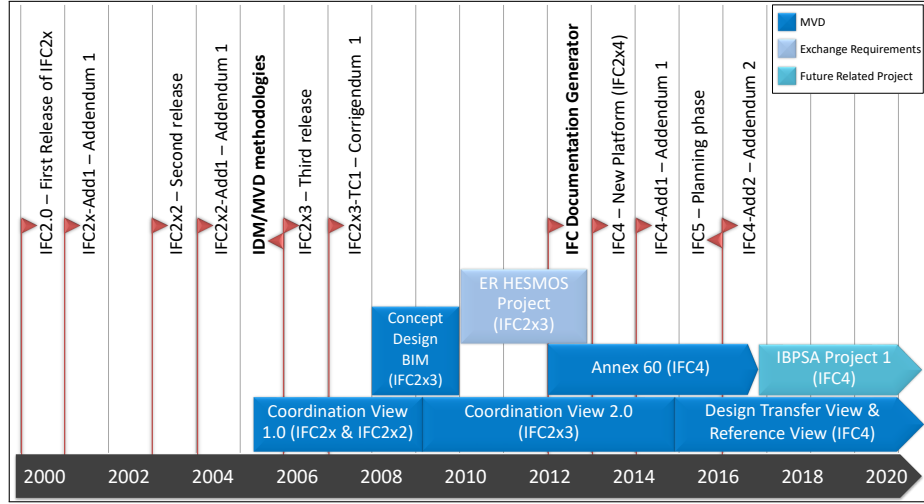 MVD
Exchange Requirements
Future Related Project
IFC2.0 – First Release of IFC2x
IFC2x-Add1 – Addendum 1
IFC2x2 – Second release
IFC2x2-Add1 – Addendum 1
IDM/MVD methodologies
IFC2x3 – Third release
IFC2x3-TC1 – Corrigendum 1
IFC Documentation Generator
IFC4 – New Platform (IFC2x4)
IFC4-Add1 – Addendum 1
IFC5 – Planning phase
IFC4-Add2 – Addendum 2
ER HESMOS
Project
(IFC2x3)
Concept
Design
BIM
(IFC2x3)
Annex 60 (IFC4)
IBPSA Project 1
(IFC4)
Coordination View
1.0 (IFC2x & IFC2x2)
Coordination View 2.0
(IFC2x3)
Design Transfer View &
Reference View (IFC4)
2000 2002 2004 2006 2008 2010 2012 2014 2016 2018 2020